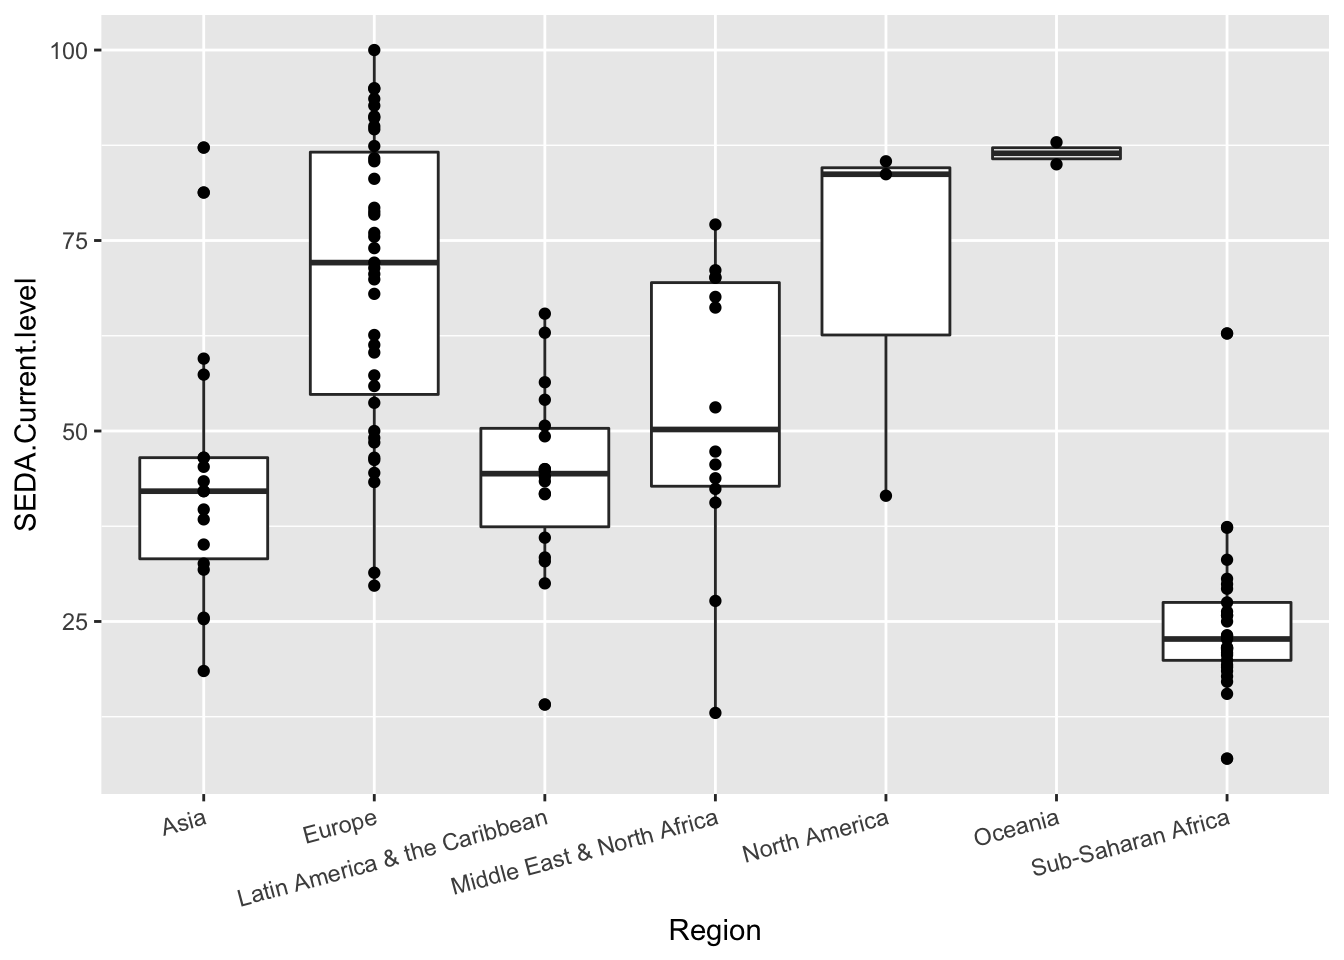 SEDA.Current.level
100
75
50
25
Asia
Europe
Latin America & the Caribbean
Middle East & North Africa
North America
Oceania
Sub-Saharan Africa
Region